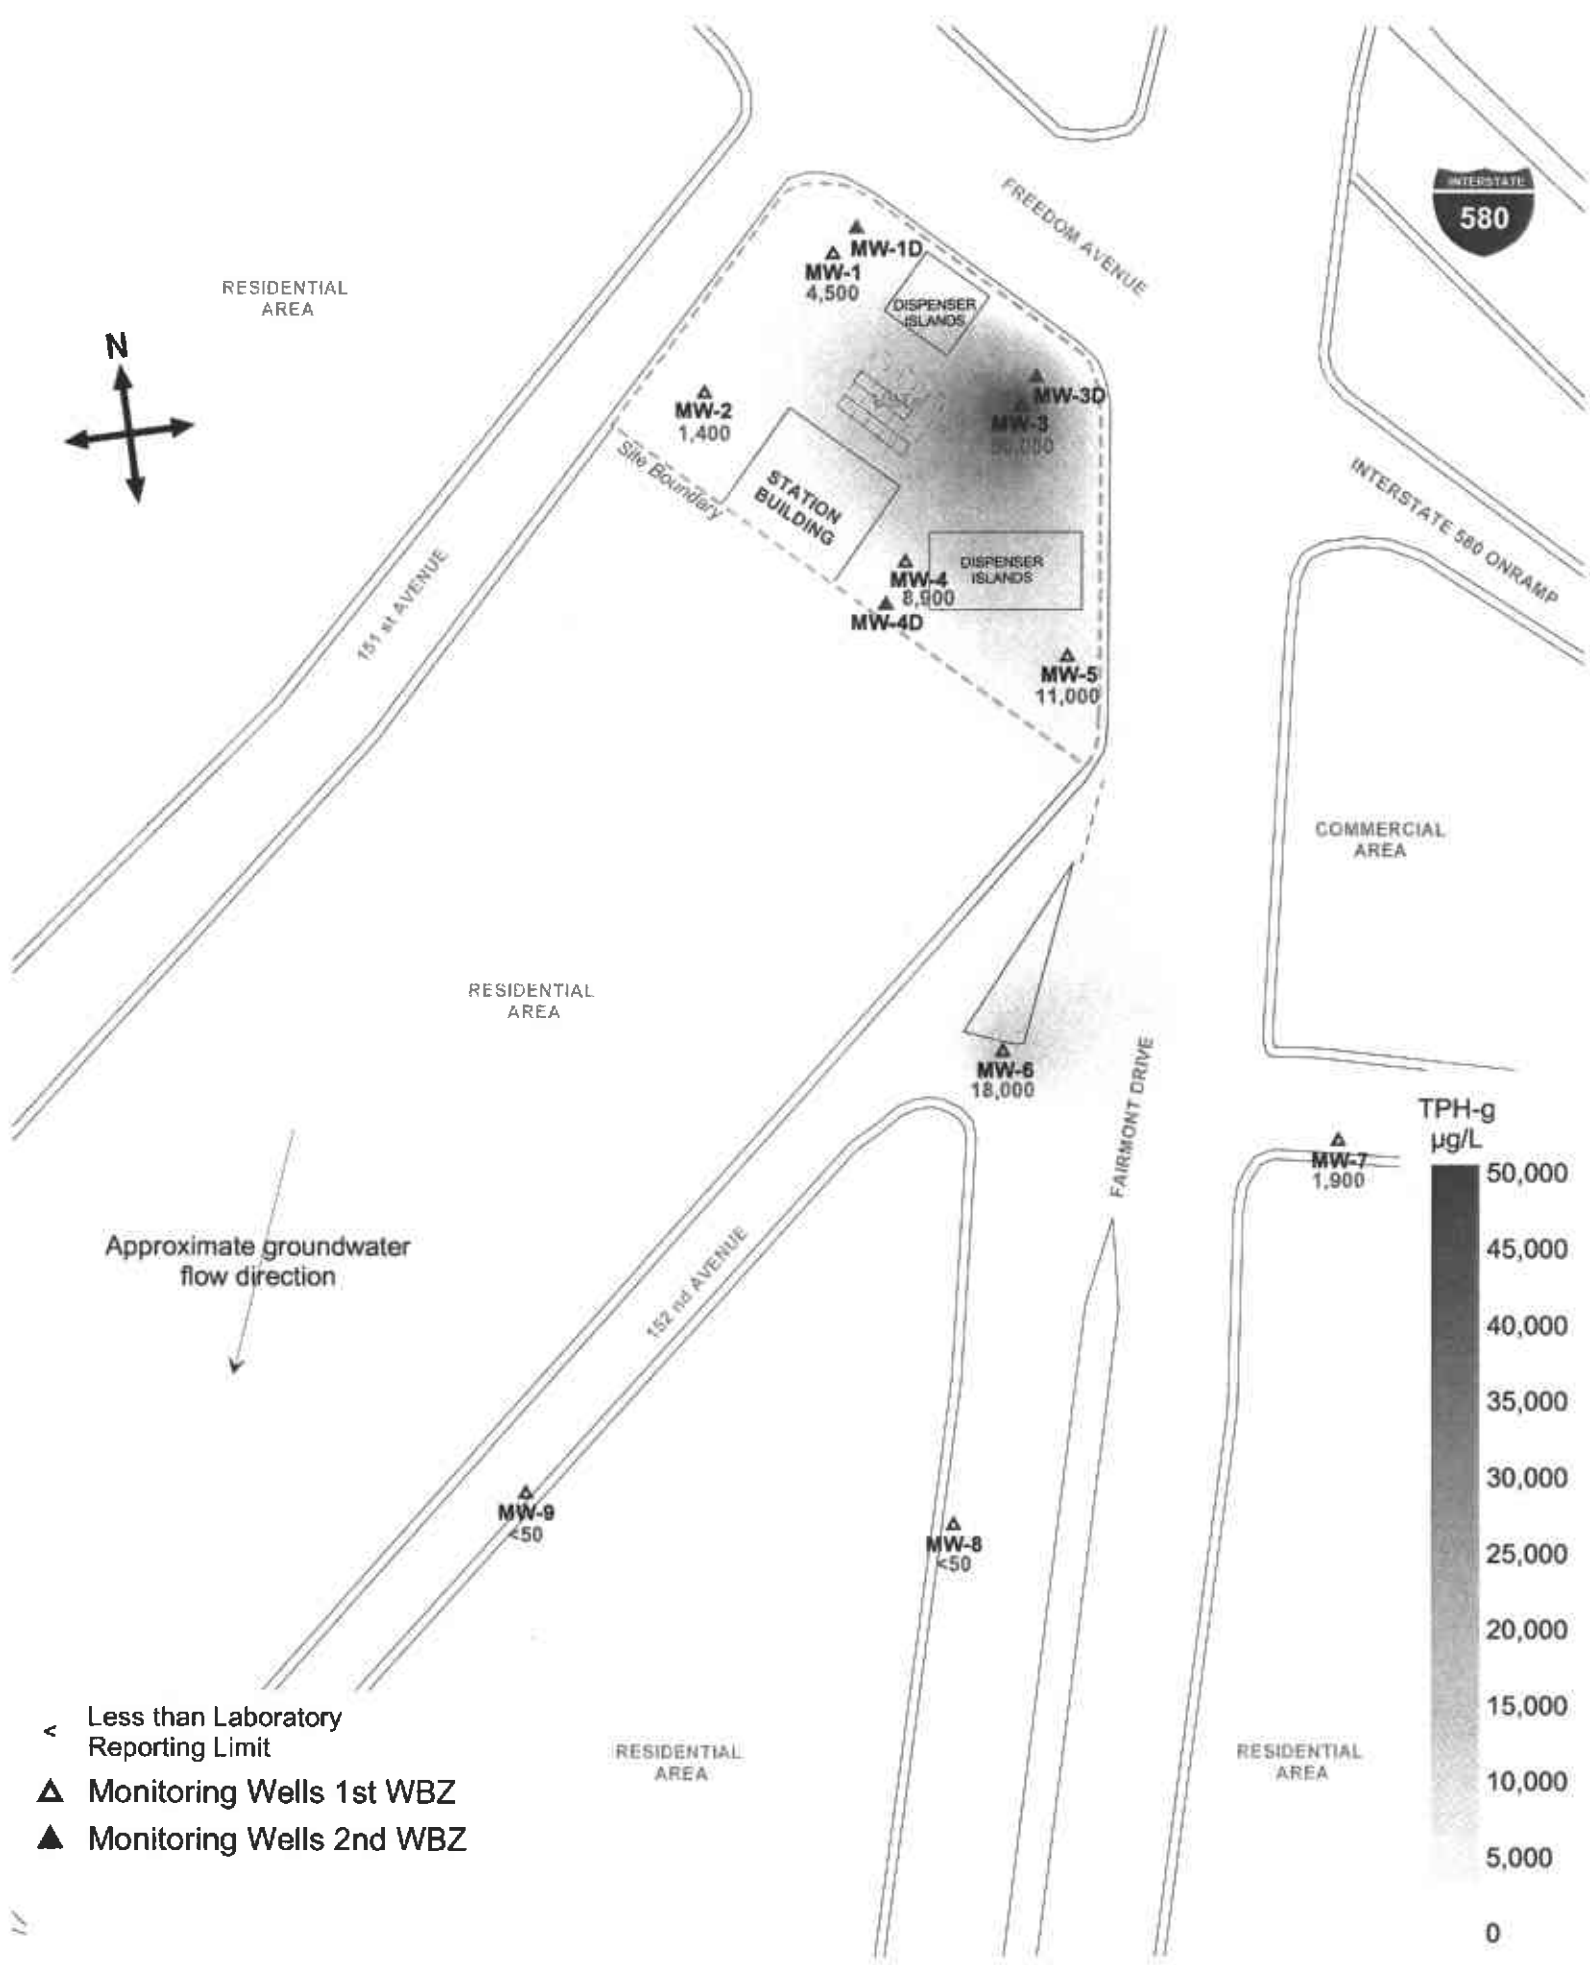 FREEDOM AVENUE
INTERSTATE
580
MW-1D
MW-1
4,500
RESIDENTIAL
AREA
DISPENSER
ISLANDS
N
MW-3D
MW-3
50,000
MW-2
1,400
Site Boundary
STATION
BUILDING
INTERSTATE 580 ONRAMP
DISPENSER
ISLANDS
MW-4
8,900
MW-4D
151 st AVENUE
MW-5
11,000
COMMERCIAL
AREA
RESIDENTIAL
AREA
MW-6
18,000
FAIRMONT DRIVE
TPH-g
µg/L
MW-7
1,900
50,000
45,000
40,000
35,000
30,000
25,000
20,000
15,000
10,000
5,000
0
Approximate groundwater
flow direction
152 nd AVENUE
MW-9
<50
MW-8
<50
< Less than Laboratory
Reporting Limit
Monitoring Wells 1st WBZ
Monitoring Wells 2nd WBZ
RESIDENTIAL
AREA
RESIDENTIAL
AREA